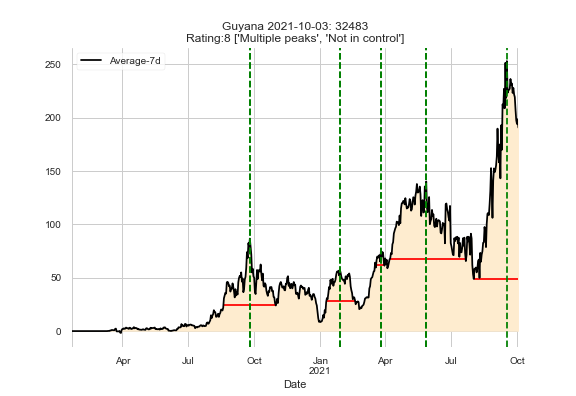 Guyana 2021-10-03: 32483
Rating:8 ['Multiple peaks', 'Not in control']
Average-7d
250
200
150
100
50
0
Apr
Jul
Oct
Jan
2021
Apr
Jul
Oct
Date